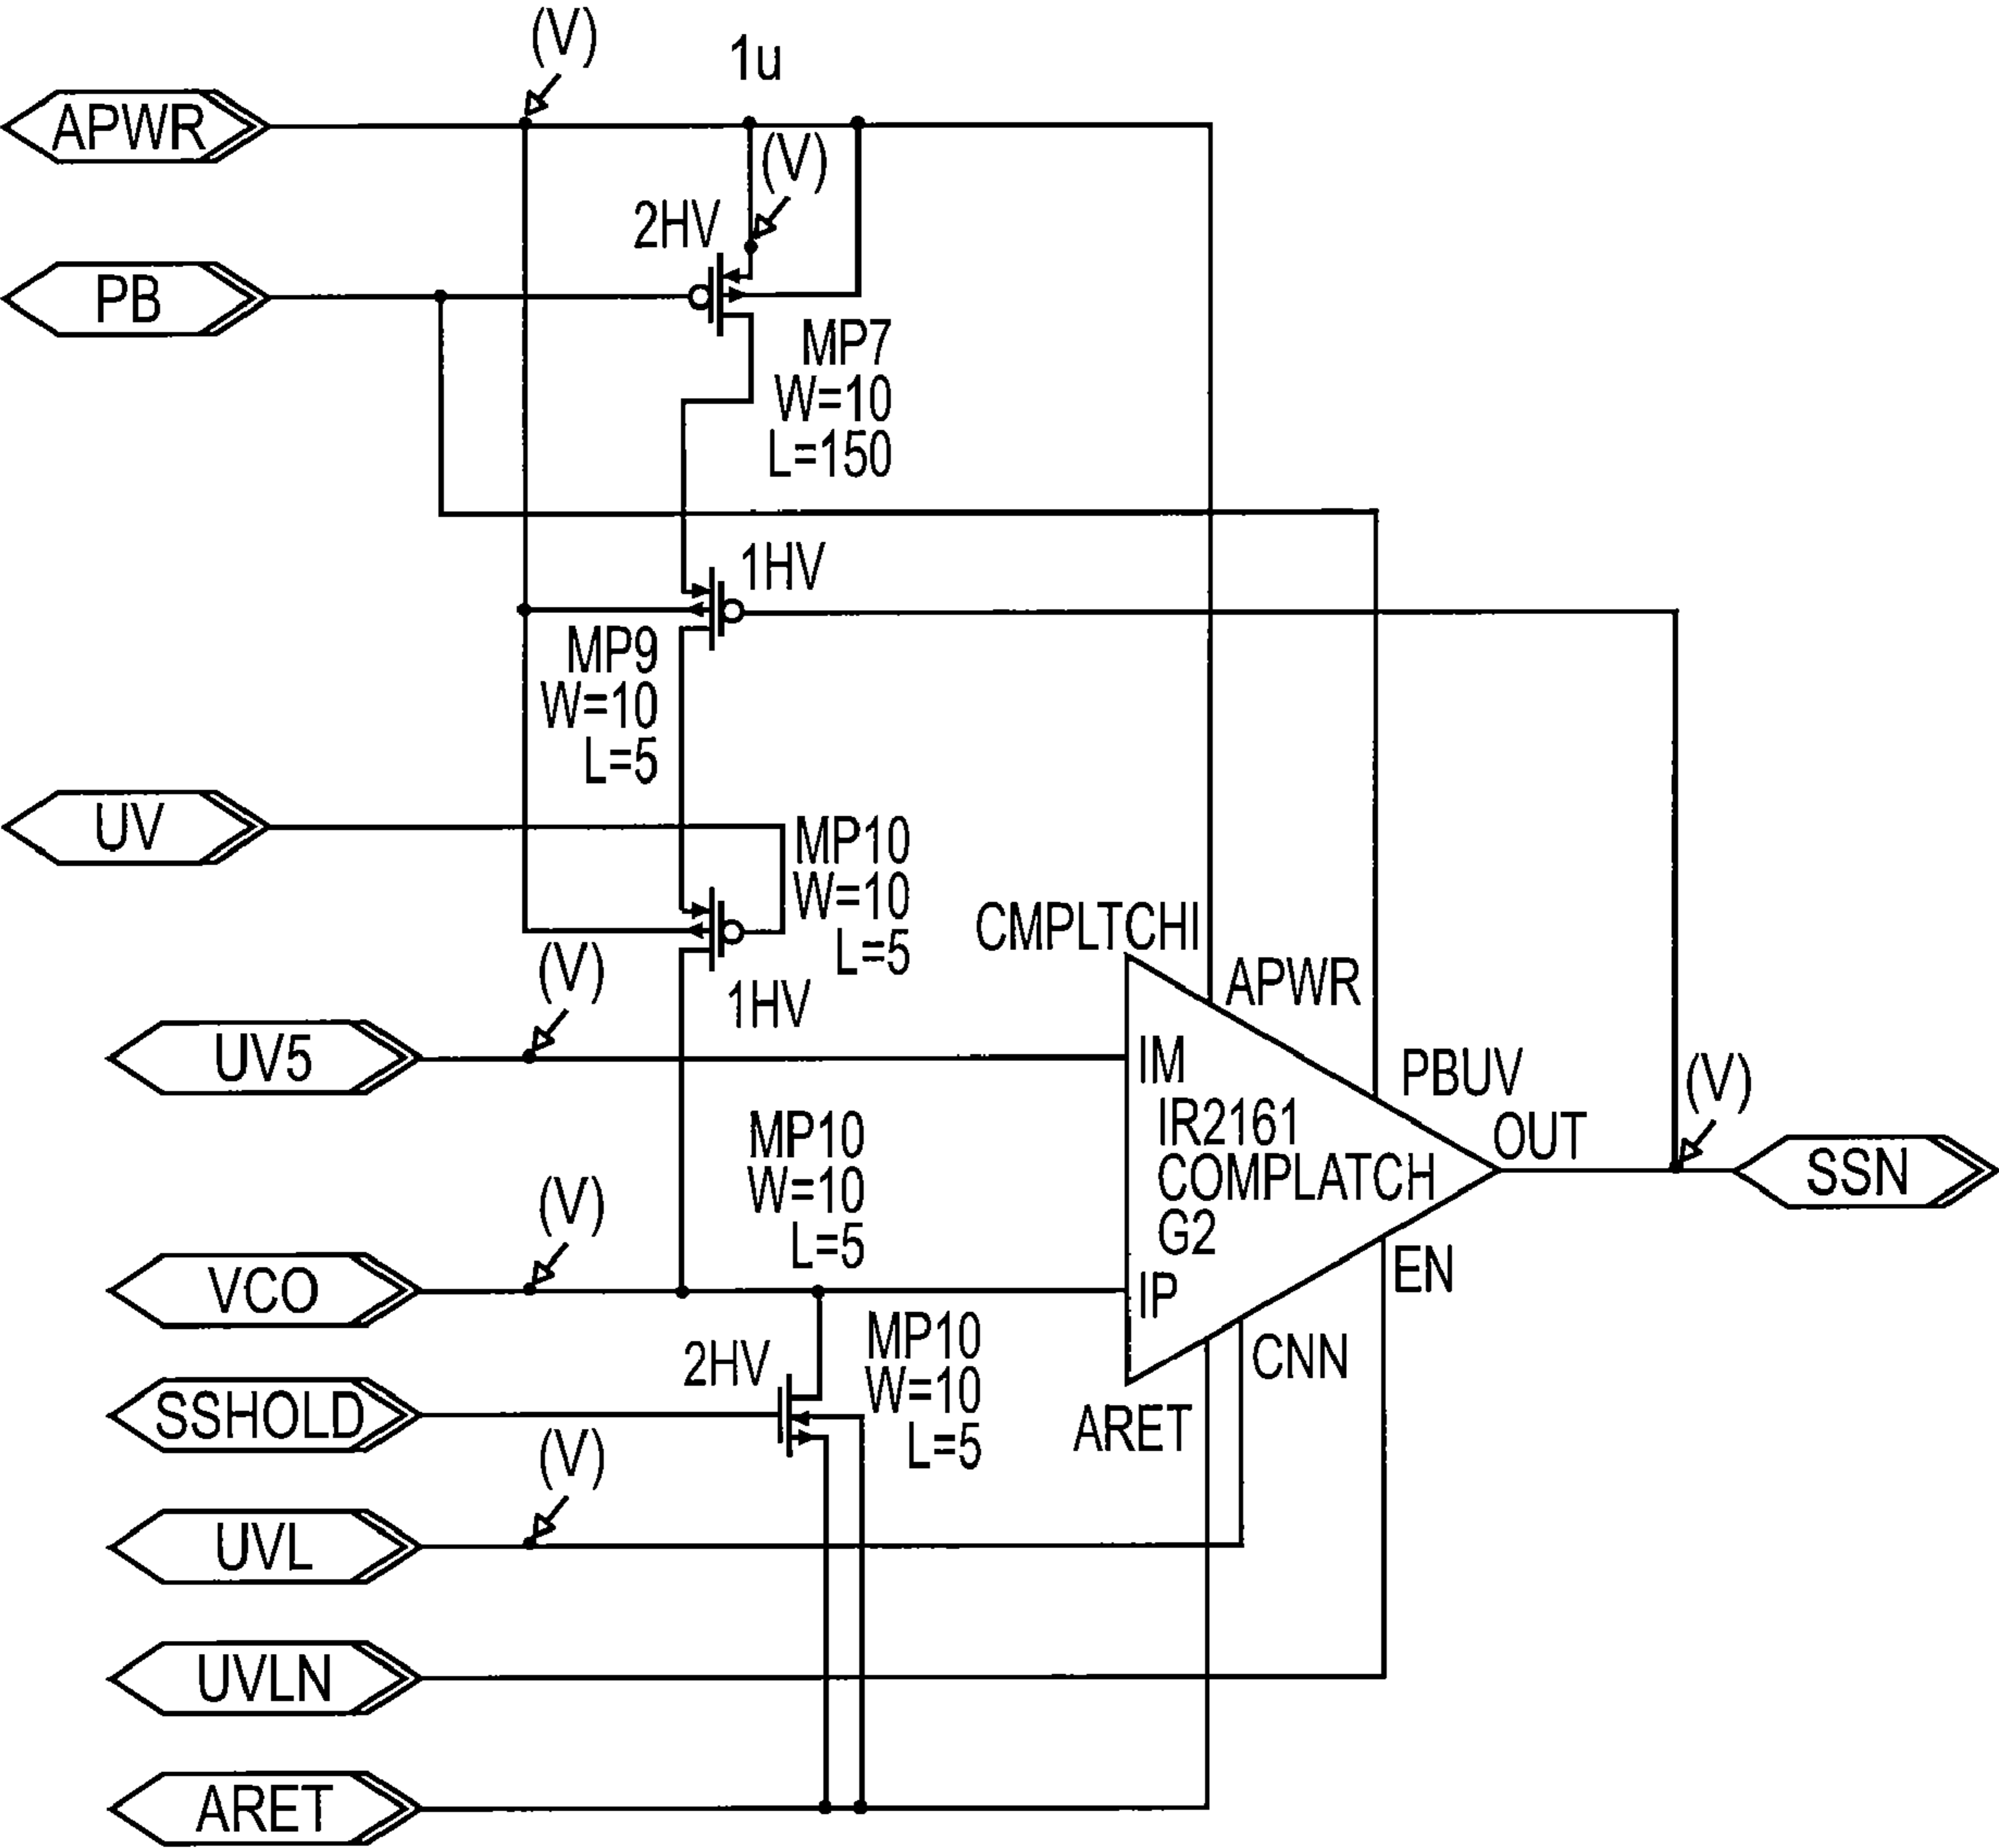 (V)
1u
APWR
(V)
2HV
PB
MP7
W=10
L=150
1HV
MP9
W=10
L=5
UV
MP10
W=10
L=5
1HV
CMPLTCHI
APWR
(V)
UV5
IM
PBUV
(V)
IR2161
COMPLATCH
G2
OUT
SSN
MP10
W=10
L=5
(V)
VCO
IP
EN
CNN
2HV
MP10
W=10
L=5
SSHOLD
ARET
(V)
UVL
UVLN
ARET